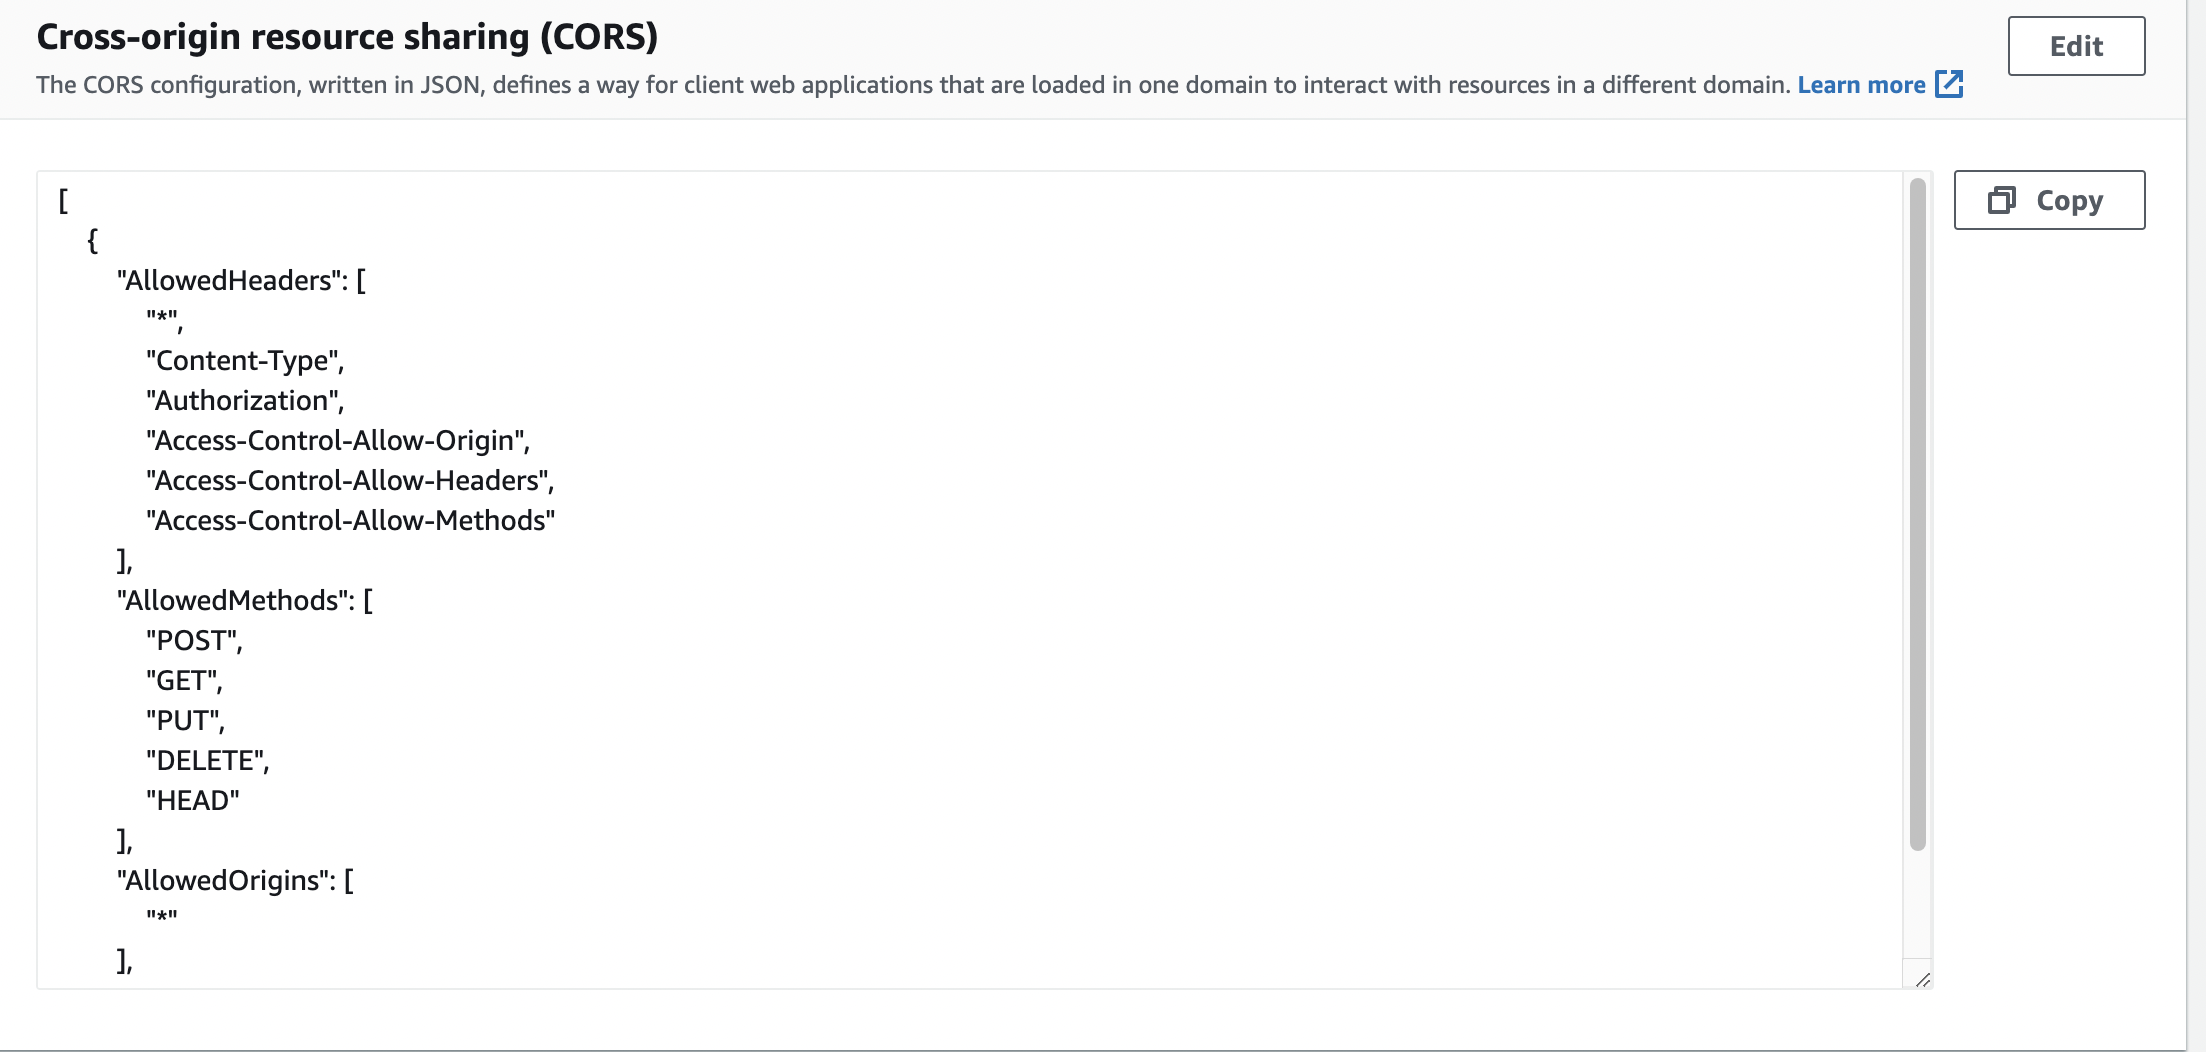 Cross-origin resource sharing (CORS)
Edit
The CORS configuration, written in JSON, defines a way for client web applications that are loaded in one domain to interact with resources in a different domain. Learn more
Copy
[
{
"AllowedHeaders": [
"*",
"Content-Type",
"Authorization",
"Access-Control-Allow-Origin",
"Access-Control-Allow-Headers",
"Access-Control-Allow-Methods"
],
"AllowedMethods": [
"POST",
"GET",
"PUT",
"DELETE",
"HEAD"
],
"AllowedOrigins": [
"*"
],